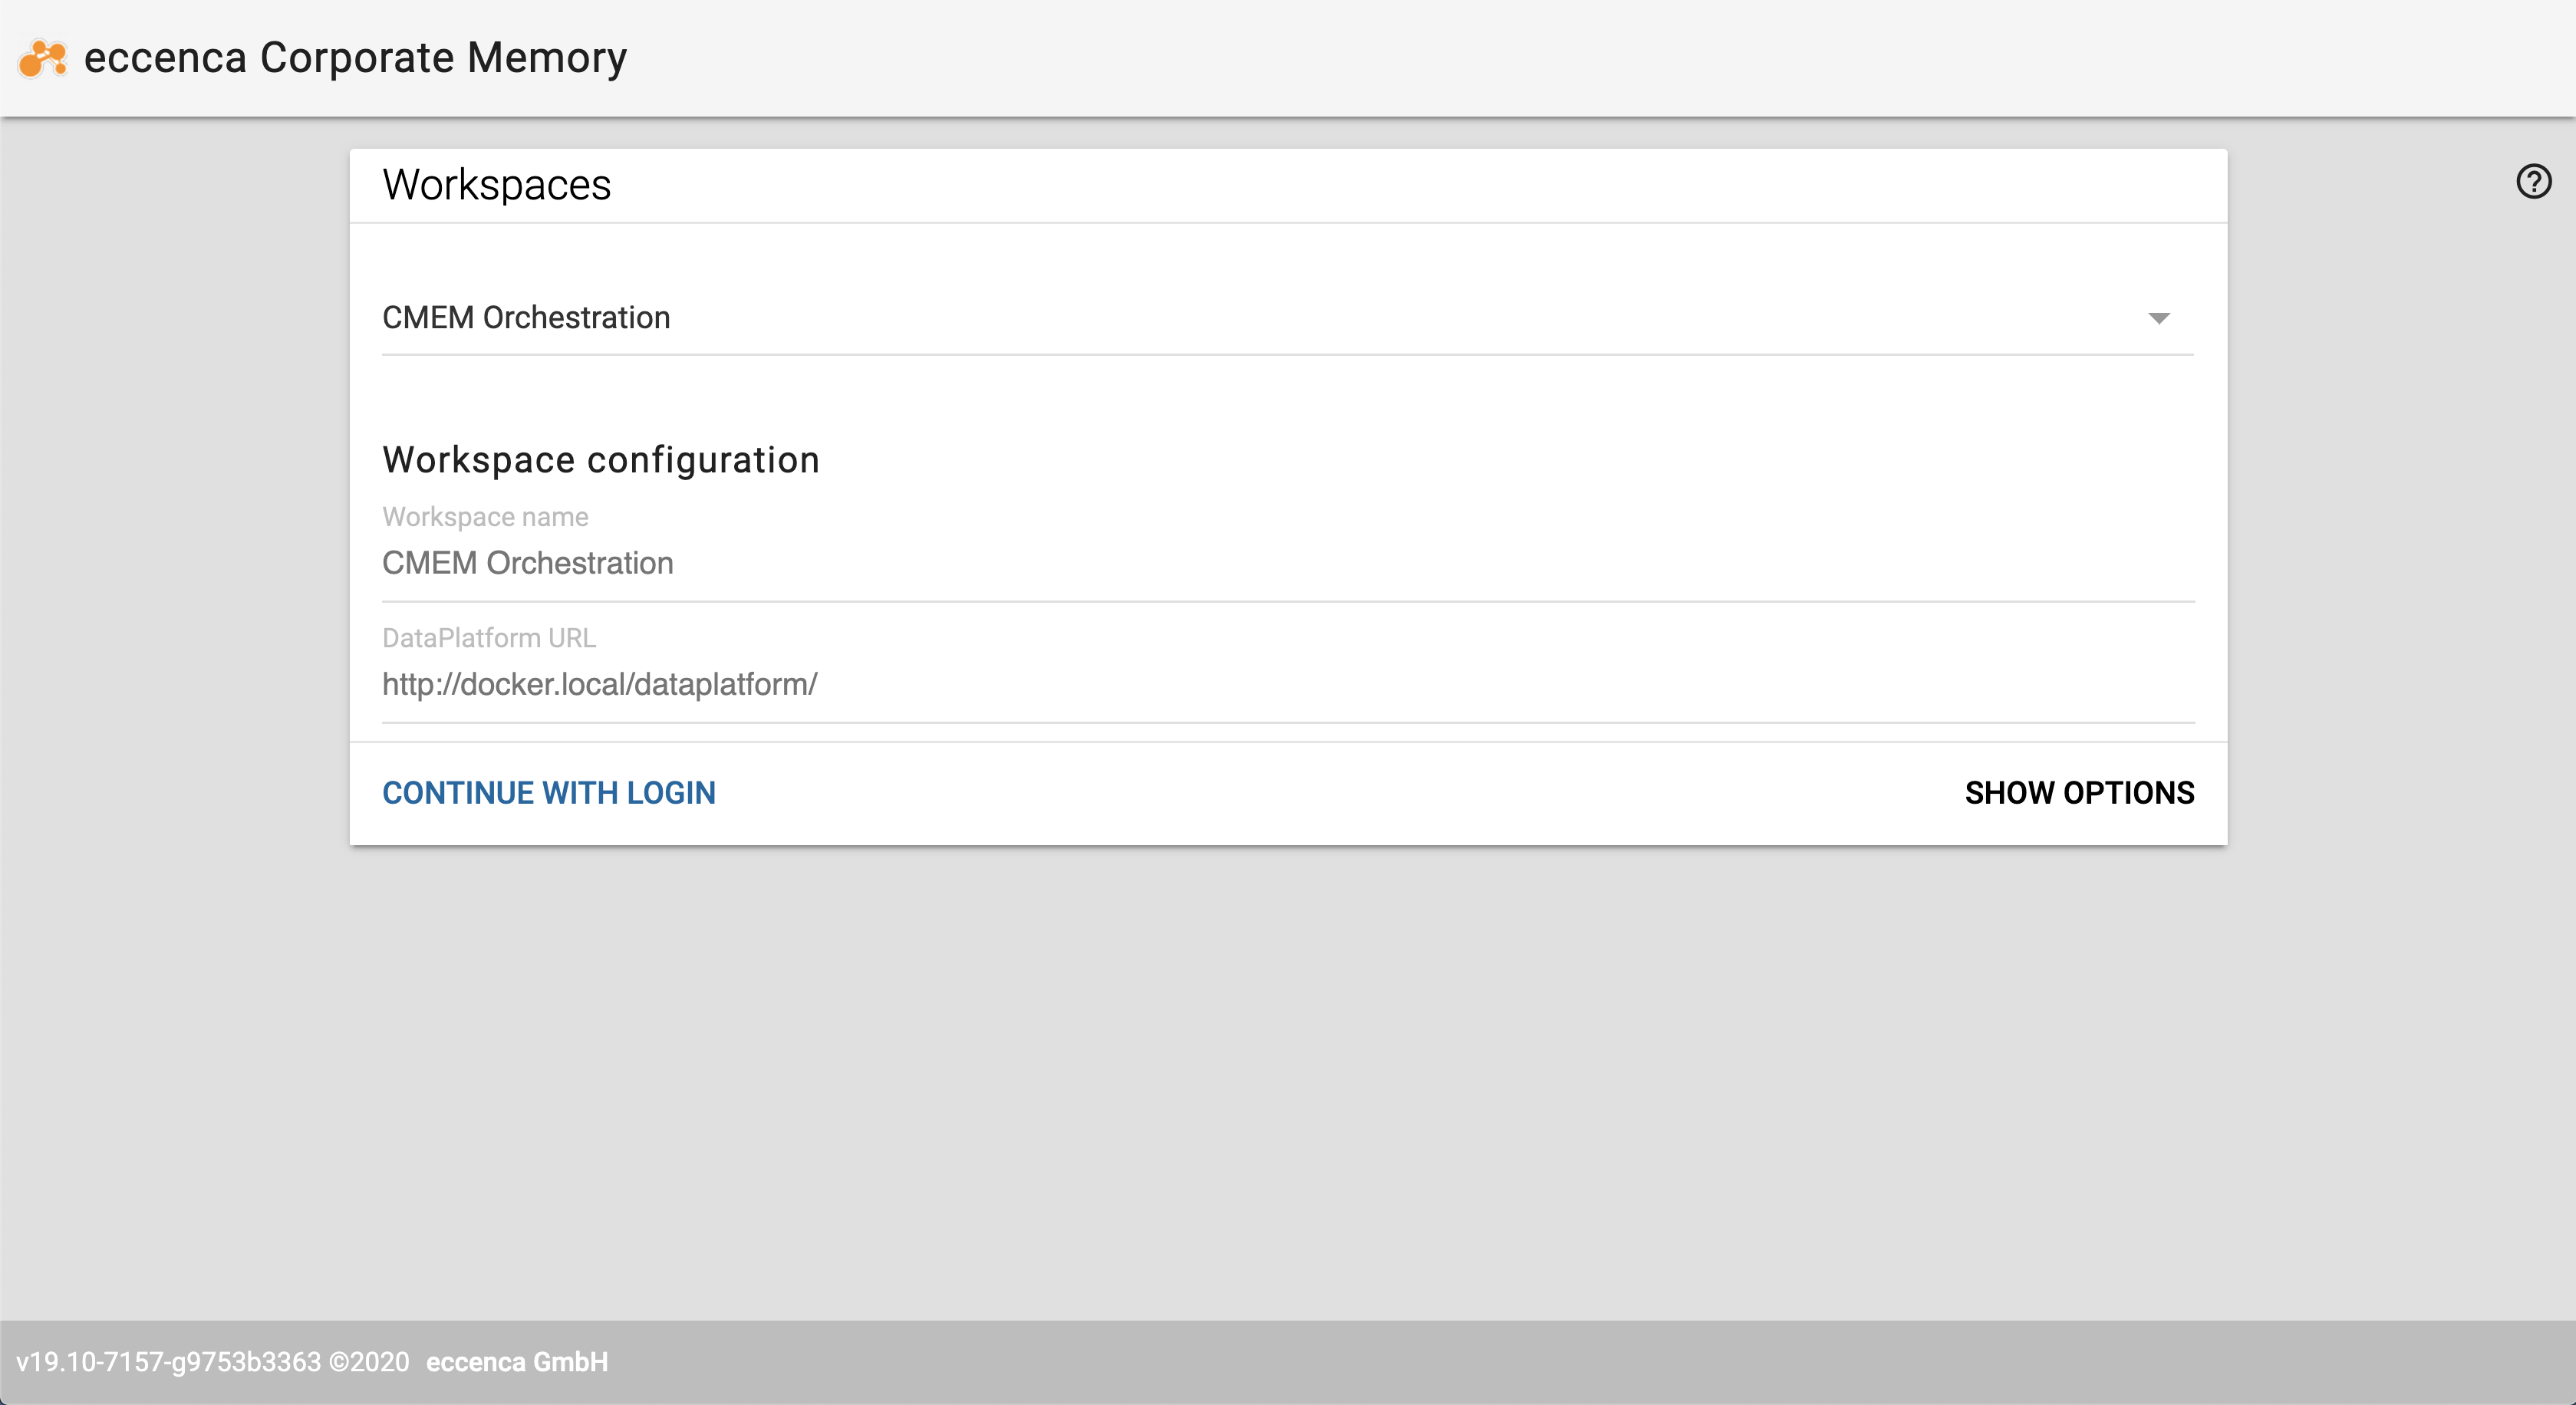 eccenca Corporate Memory
Workspaces
?
CMEM Orchestration
Workspace configuration
Workspace name
CMEM Orchestration
DataPlatform URL
http://docker.local/dataplatform/
CONTINUE WITH LOGIN
SHOW OPTIONS
v19.10-7157-g9753b3363 ©2020 eccenca GmbH